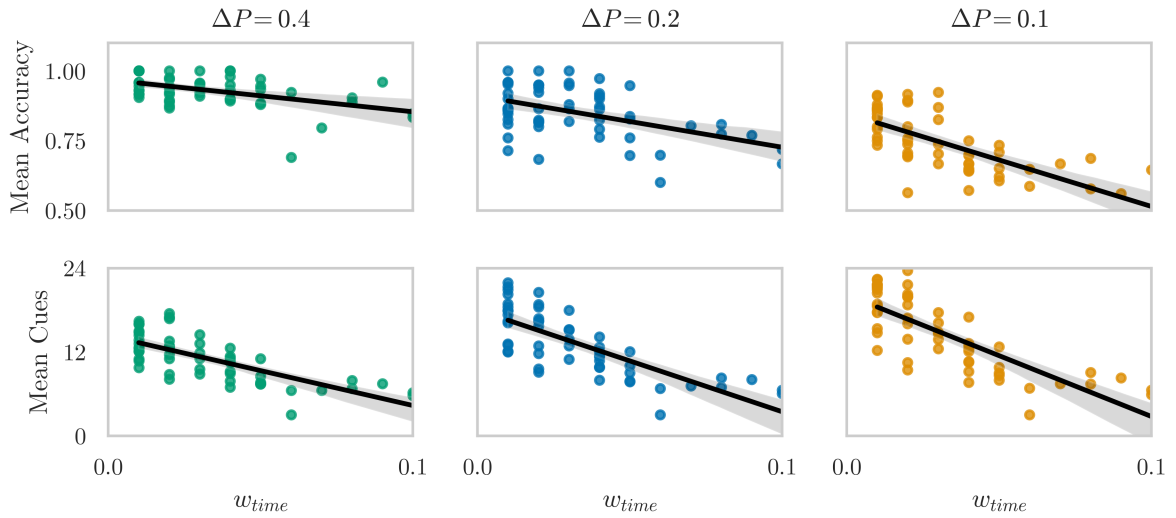 ΔP = 0.4 ΔP = 0.2 ΔP = 0.1
Mean Accuracy
1.00
0.75
0.50
Mean Cues
24
12
0
0.0 0.1 0.0 0.1 0.0 0.1
w_time w_time w_time